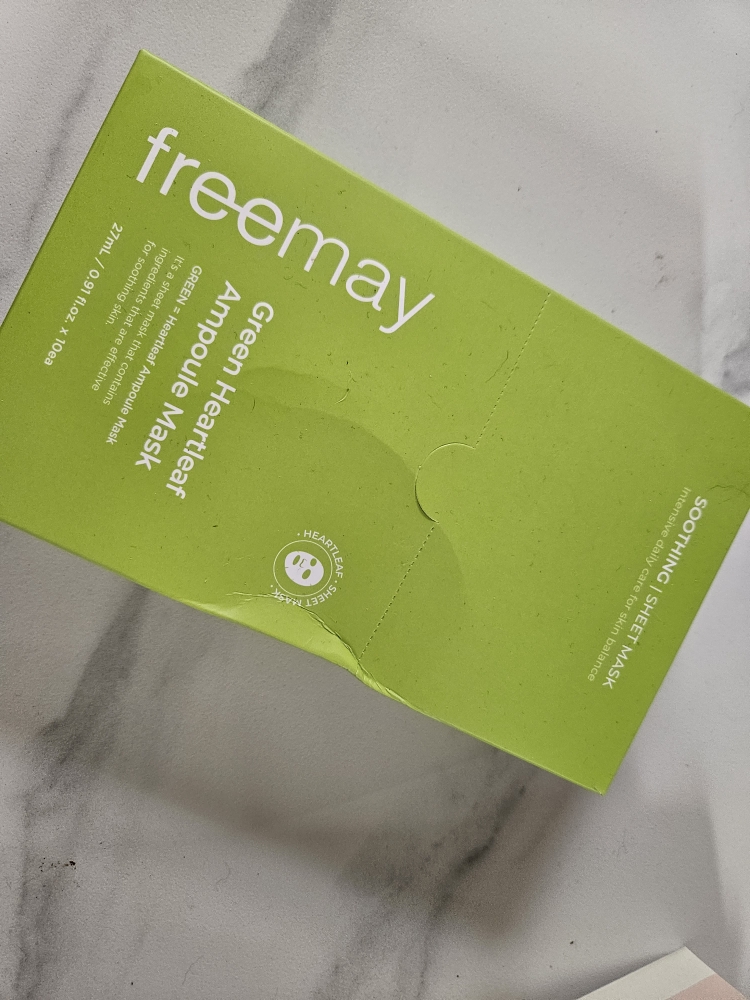 freemay
Green Heartleaf
Ampoule Mask
GREEN = Heartleaf Ampoule Mask
It's a sheet mask that contains
ingredients that are effective
for soothing skin.
27mL / 0.91 fl.oz. x 10ea
• HEARTLEAF • SHEET MASK
SOOTHING | SHEET MASK
Intensive daily care for skin balance